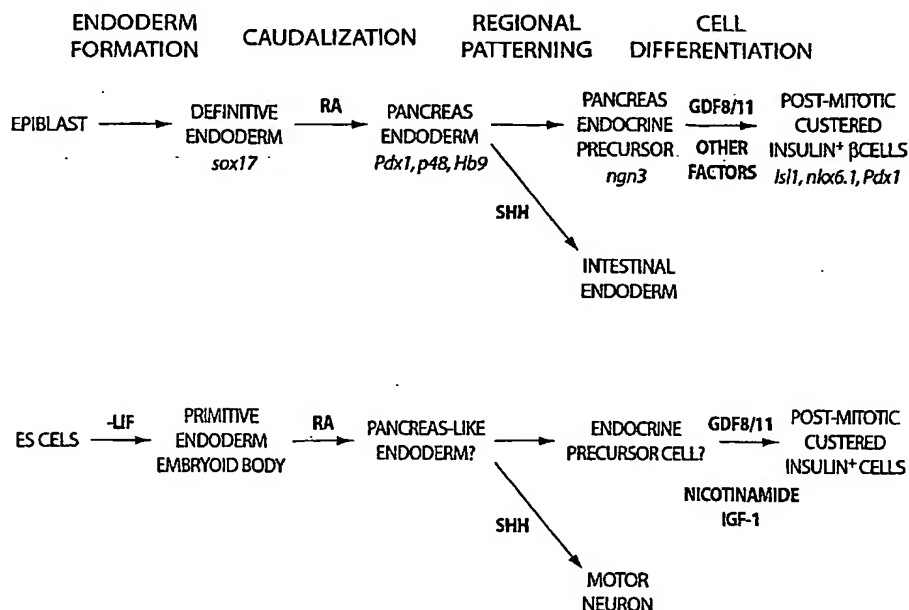 ENDODERM
FORMATION
CAUDALIZATION
REGIONAL
PATTERNING
CELL
DIFFERENTIATION
EPIBLAST
DEFINITIVE
ENDODERM
sox17
RA
PANCREAS
ENDODERM
Pdx1, p48, Hb9
PANCREAS
ENDOCRINE
PRECURSOR
ngn3
GDF8/11
OTHER
FACTORS
POST-MITOTIC
CUSTERED
INSULIN+ βCELLS
Isl1, nkx6.1, Pdx1
SHH
INTESTINAL
ENDODERM
ES CELS
-LIF
PRIMITIVE
ENDODERM
EMBRYOID BODY
RA
PANCREAS-LIKE
ENDODERM?
ENDOCRINE
PRECURSOR CELL?
GDF8/11
NICOTINAMIDE
IGF-1
POST-MITOTIC
CUSTERED
INSULIN+ CELLS
SHH
MOTOR
NEURON